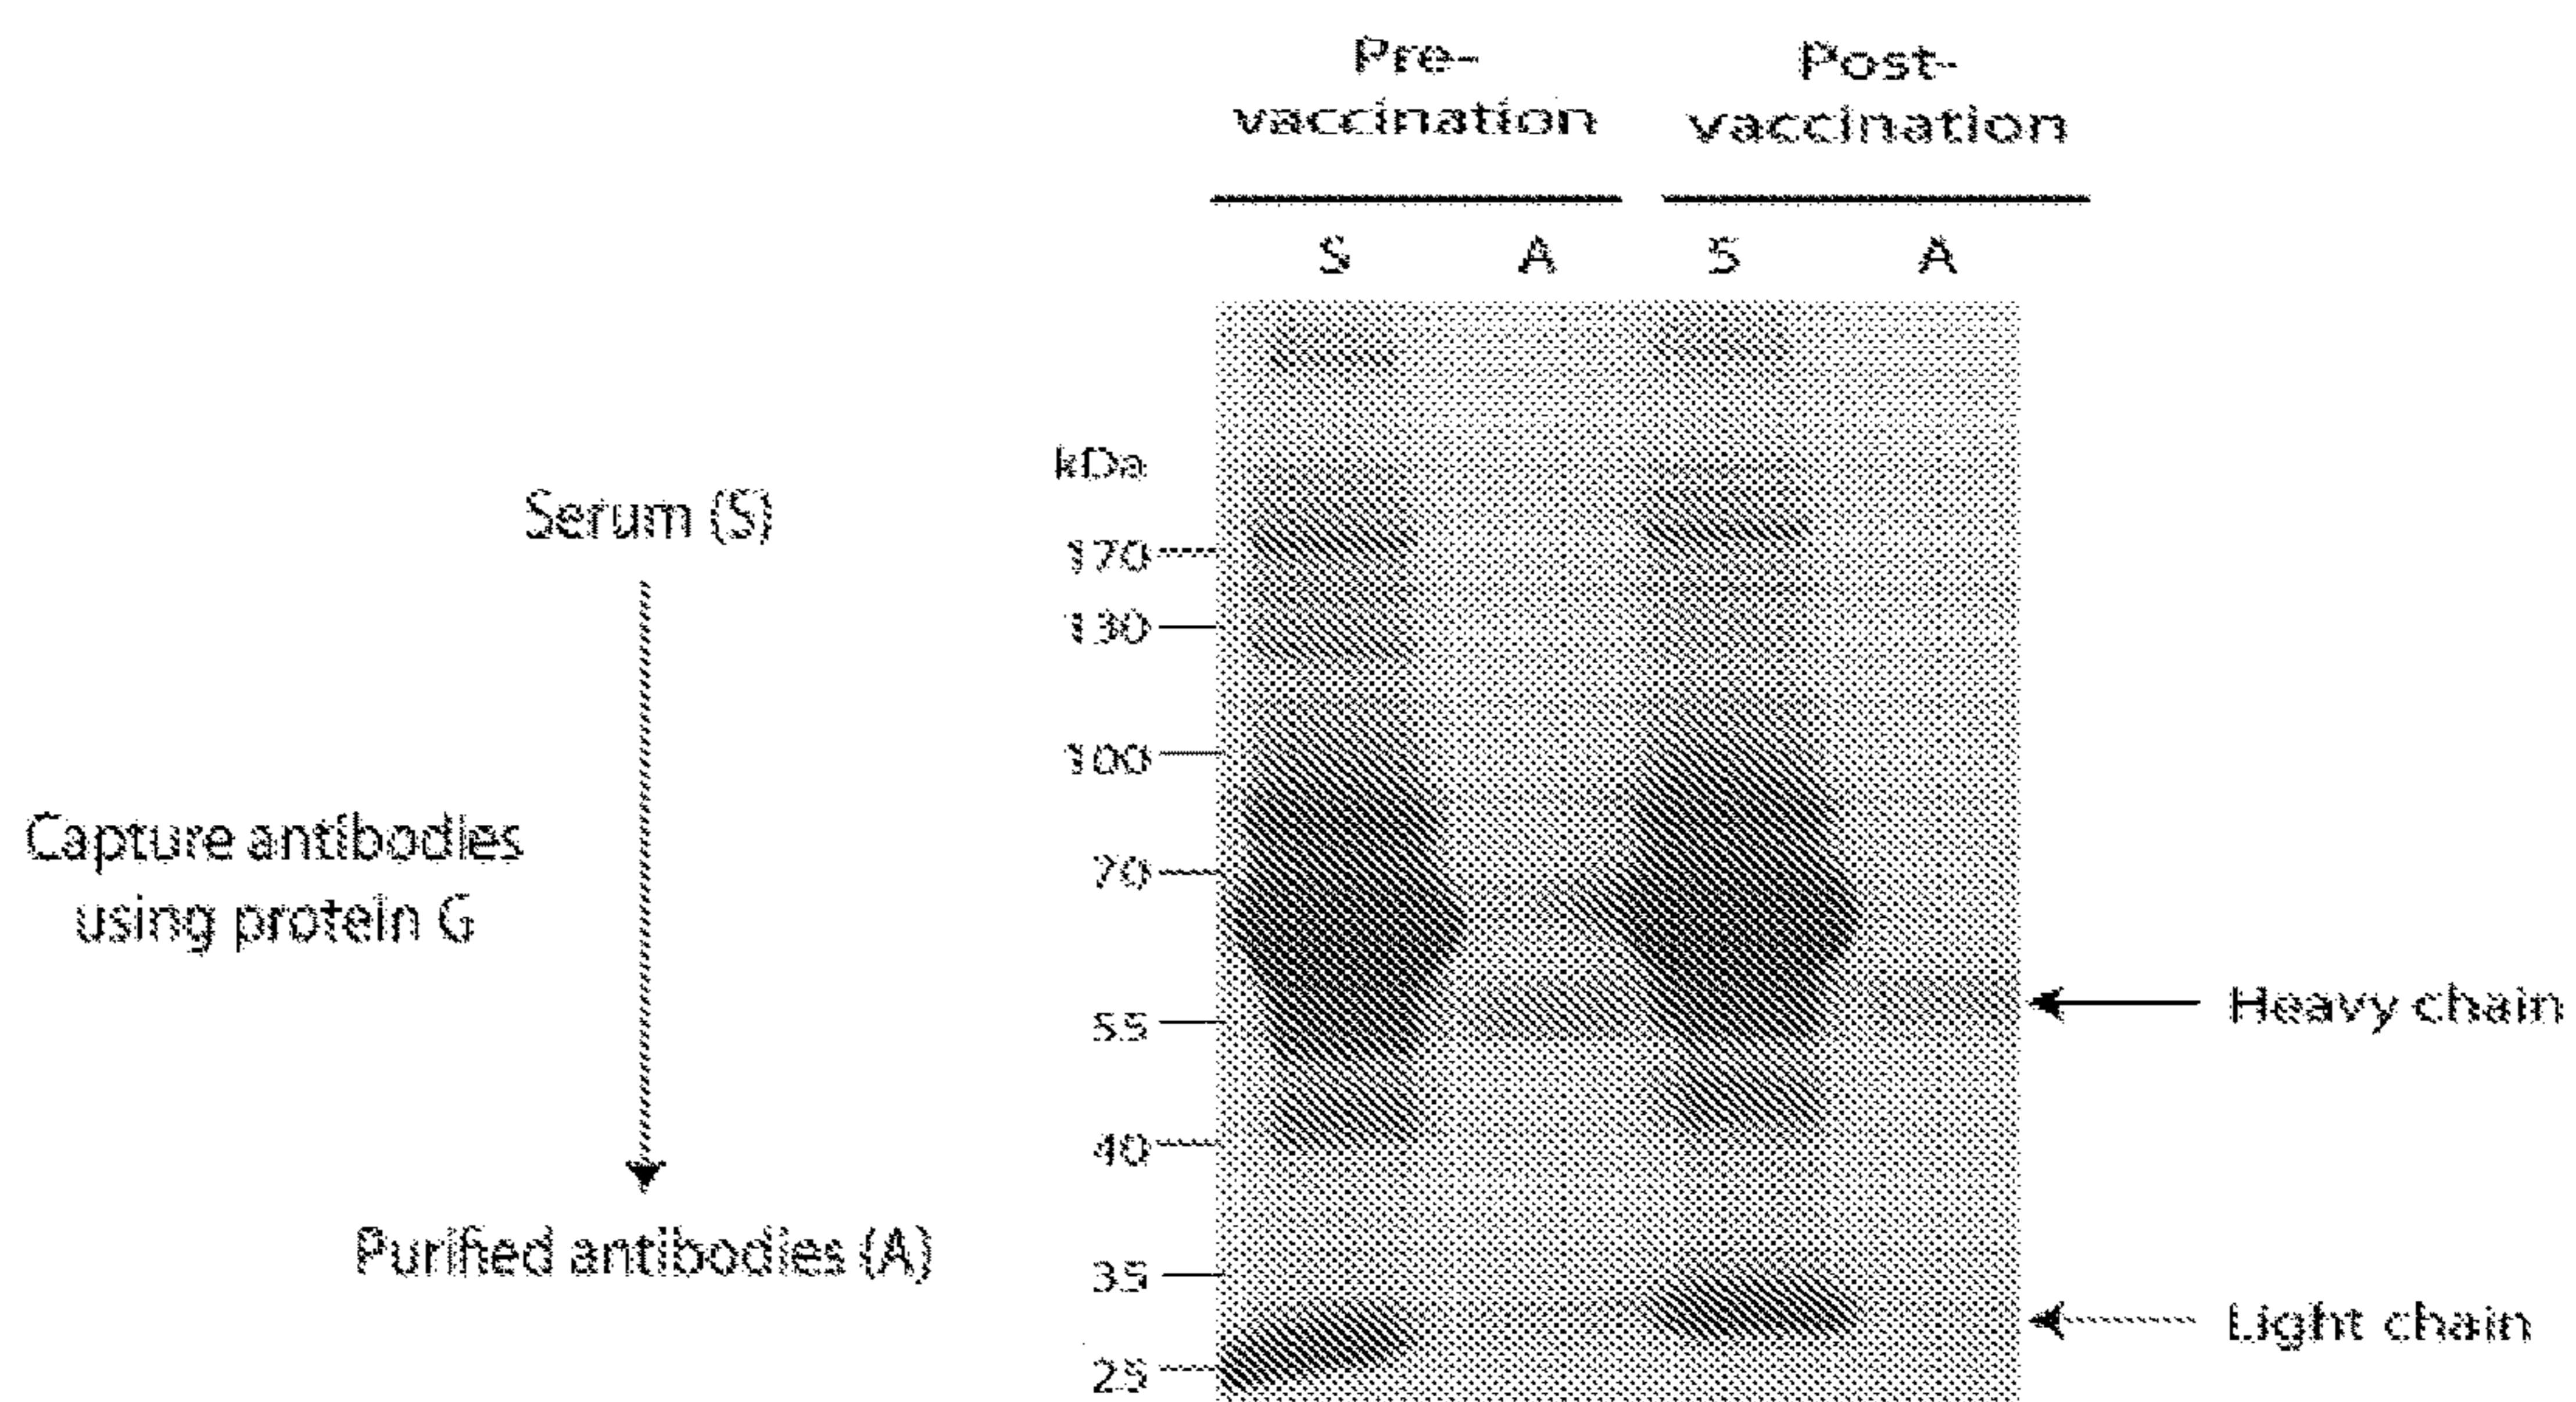 Pre-
vaccination
Post-
vaccination
S
A
S
A
kDa
170
130
100
70
55
40
35
25
Serum (S)
Capture antibodies
using protein G
Purified antibodies (A)
Heavy chain
Light chain